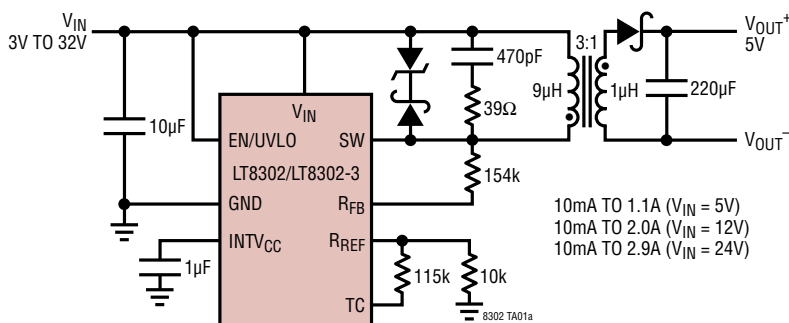 VIN
3V TO 32V
10µF
VIN
EN/UVLO
SW
LT8302/LT8302-3
GND
RFB
INTVCC
RREF
TC
1µF
470pF
39Ω
154k
115k
10k
3:1
9µH
1µH
220µF
VOUT+
5V
VOUT–
10mA TO 1.1A (VIN = 5V)
10mA TO 2.0A (VIN = 12V)
10mA TO 2.9A (VIN = 24V)
8302 TA01a